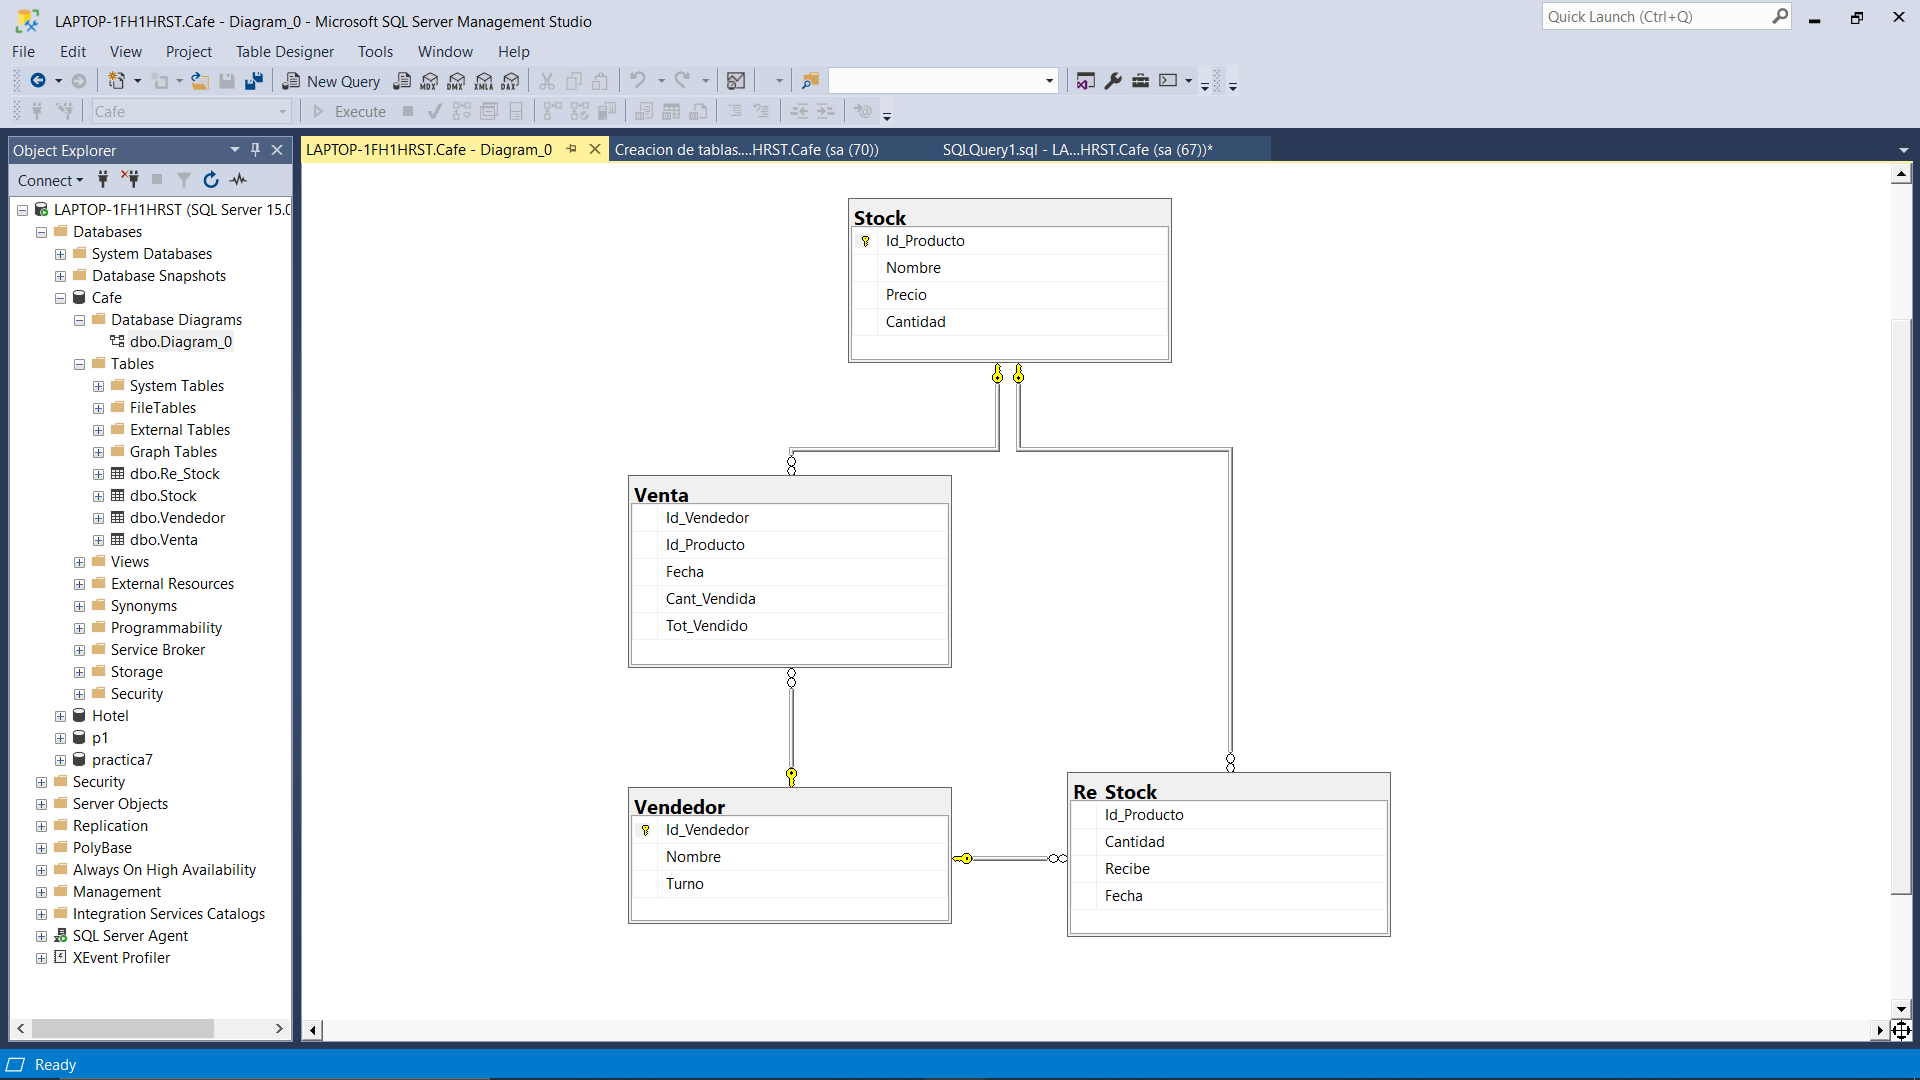 LAPTOP-1FH1HRST.Cafe - Diagram_0 - Microsoft SQL Server Management Studio
Quick Launch (Ctrl+Q)
File Edit View Project Table Designer Tools Window Help
New Query MDX DMX XMLA DAX
Cafe Execute
Object Explorer
LAPTOP-1FH1HRST.Cafe - Diagram_0 Creacion de tablas....HRST.Cafe (sa (70)) SQLQuery1.sql - LA...HRST.Cafe (sa (67))*
Connect
LAPTOP-1FH1HRST (SQL Server 15.0
Databases
System Databases
Database Snapshots
Cafe
Database Diagrams
dbo.Diagram_0
Tables
System Tables
FileTables
External Tables
Graph Tables
dbo.Re_Stock
dbo.Stock
dbo.Vendedor
dbo.Venta
Views
External Resources
Synonyms
Programmability
Service Broker
Storage
Security
Hotel
p1
practica7
Security
Server Objects
Replication
PolyBase
Always On High Availability
Management
Integration Services Catalogs
SQL Server Agent
XEvent Profiler
Stock
Id_Producto
Nombre
Precio
Cantidad
Venta
Id_Vendedor
Id_Producto
Fecha
Cant_Vendida
Tot_Vendido
Vendedor
Id_Vendedor
Nombre
Turno
Re_Stock
Id_Producto
Cantidad
Recibe
Fecha
Ready